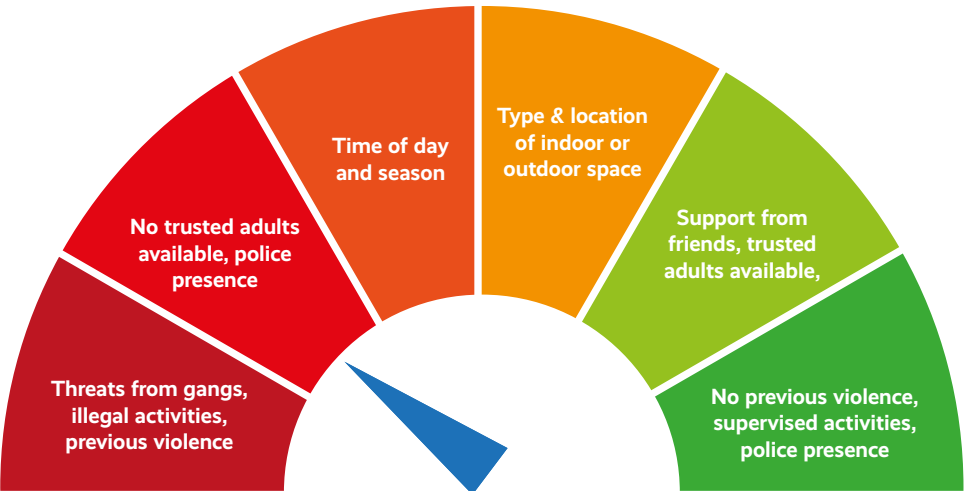 Threats from gangs,
illegal activities,
previous violence
No trusted adults
available, police
presence
Time of day
and season
Type & location
of indoor or
outdoor space
Support from
friends, trusted
adults available,
No previous violence,
supervised activities,
police presence